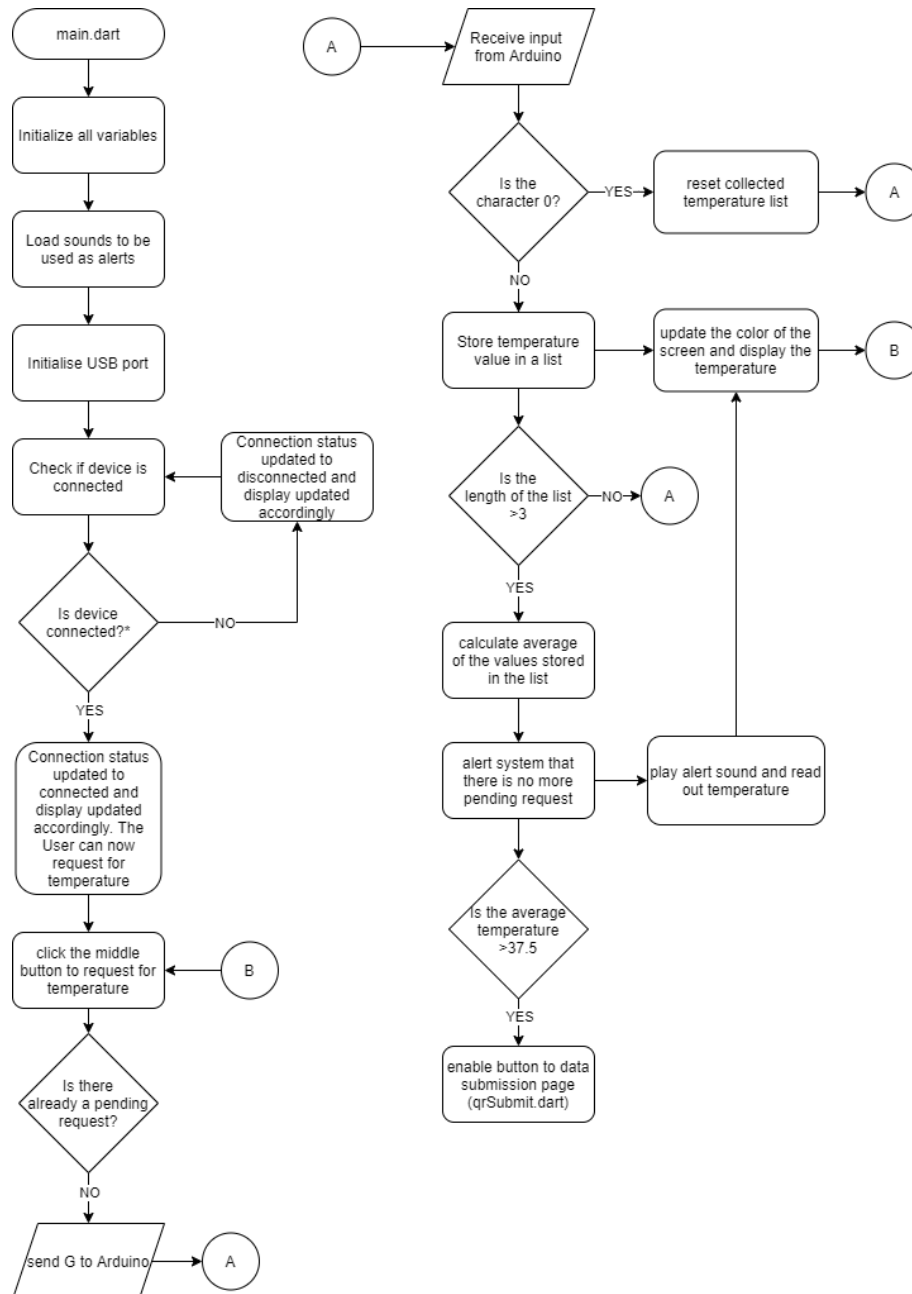 main.dart
Initialize all variables
Load sounds to be
used as alerts
Initialise USB port
Check if device is
connected
Connection status
updated to
disconnected and
display updated
accordingly
Is device
connected?*
NO
YES
Connection status
updated to
connected and
display updated
accordingly. The
User can now
request for
temperature
click the middle
button to request for
temperature
B
Is there
already a pending
request?
NO
send G to Arduino
A
A
Receive input
from Arduino
Is the
character 0?
YES
reset collected
temperature list
A
NO
Store temperature
value in a list
update the color of the
screen and display the
temperature
B
Is the
length of the list
>3
NO
A
YES
calculate average
of the values stored
in the list
alert system that
there is no more
pending request
play alert sound and read
out temperature
Is the average
temperature
>37.5
YES
enable button to data
submission page
(qrSubmit.dart)